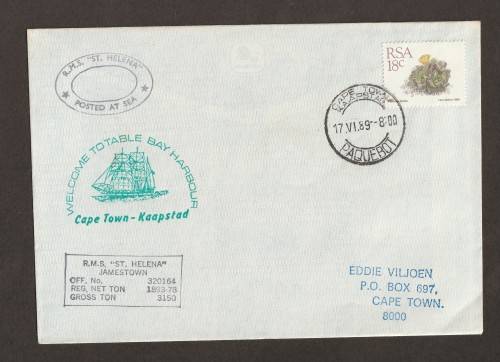 R.M.S. "ST. HELENA"
POSTED AT SEA
RSA
18c
CAPE TOWN
KAAPSTAD
17.VI.89--8:00
PAQUEBOT
WELCOME TO TABLE BAY HARBOUR
Cape Town - Kaapstad
R.M.S. "ST. HELENA"
JAMESTOWN
OFF. No. 320164
REG. NET TON 1893-78
GROSS TON 3150
EDDIE VILJOEN
P.O. BOX 697,
CAPE TOWN.
8000